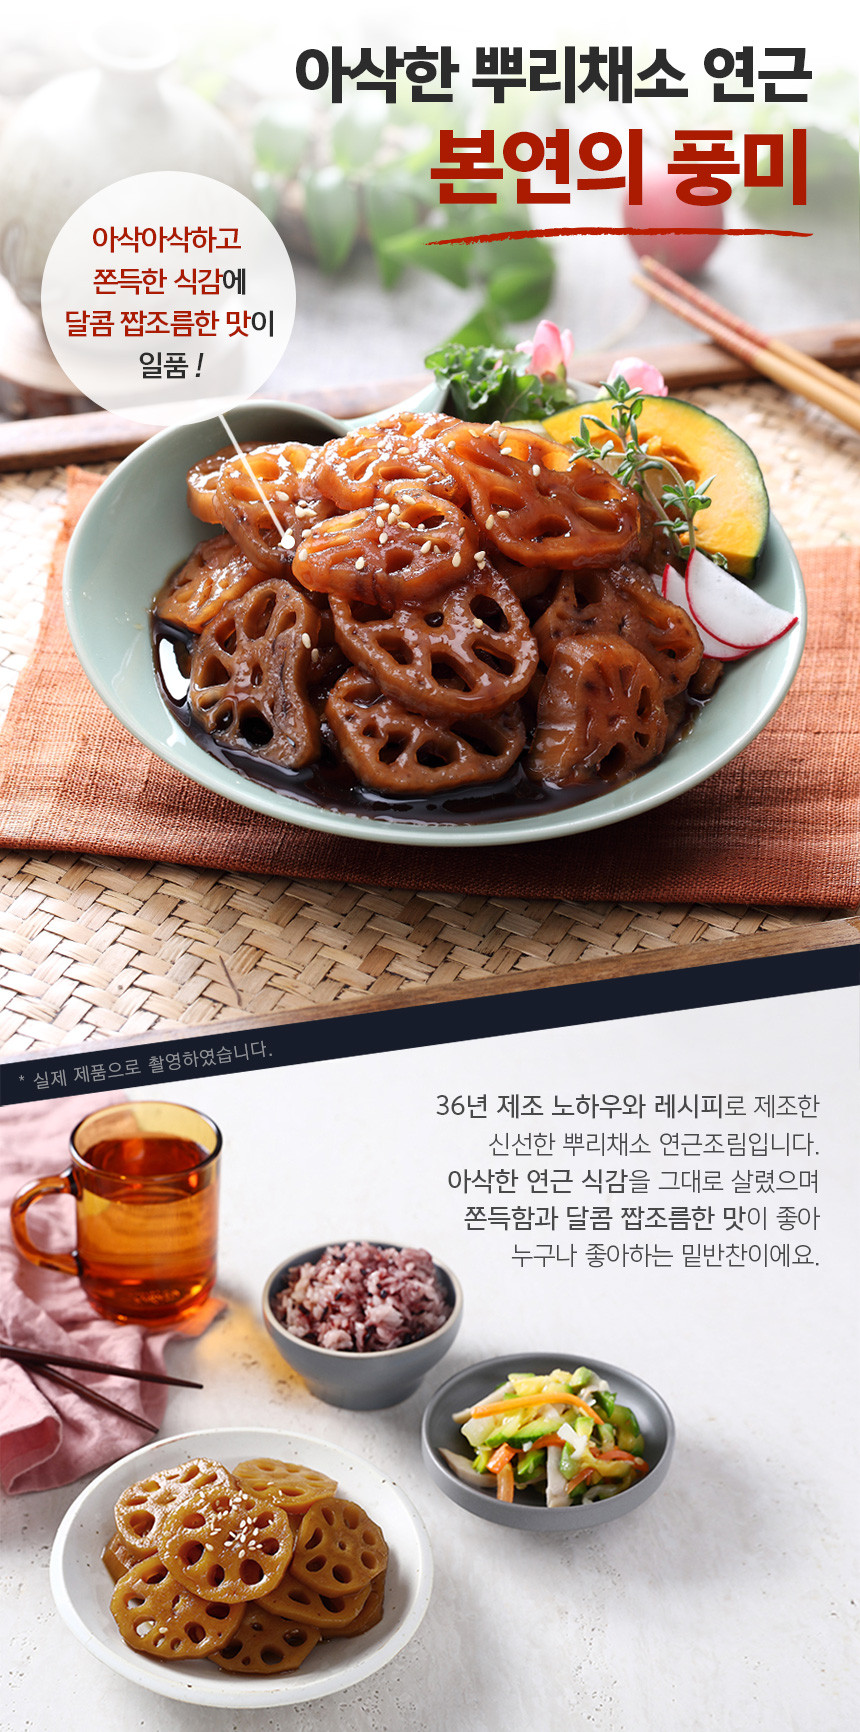 아삭한 뿌리채소 연근
본연의 풍미
아삭아삭하고
쫀득한 식감에
달콤 짭조름한 맛이
일품 !
* 실제 제품으로 촬영하였습니다.
36년 제조 노하우와 레시피로 제조한
신선한 뿌리채소 연근조림입니다.
아삭한 연근 식감을 그대로 살렸으며
쫀득함과 달콤 짭조름한 맛이 좋아
누구나 좋아하는 밑반찬이에요.